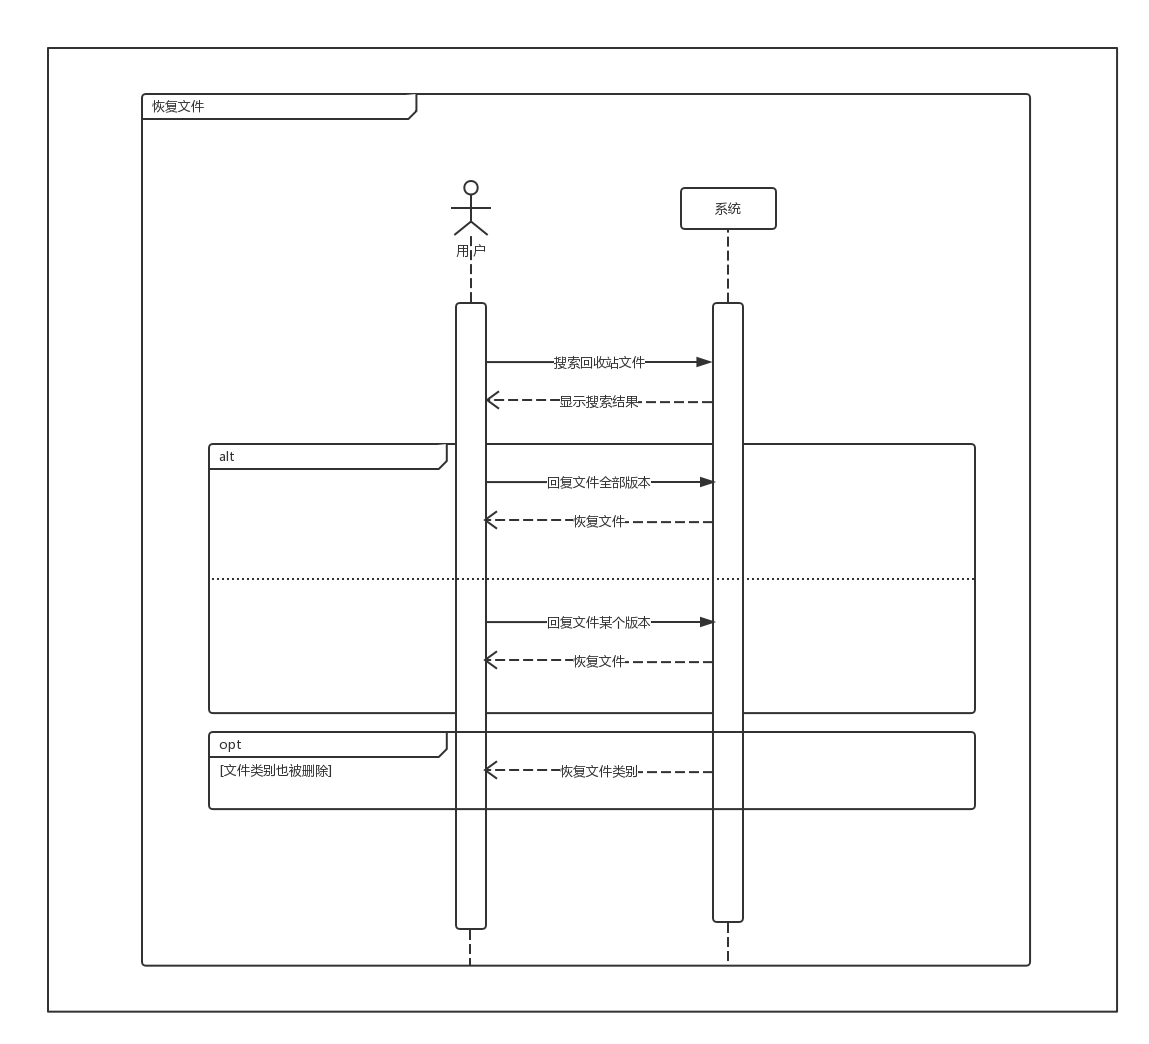 恢复文件
系统
用户
搜索回收站文件
显示搜索结果
alt
回复文件全部版本
恢复文件
回复文件某个版本
恢复文件
opt
[文件类别也被删除]
恢复文件类别